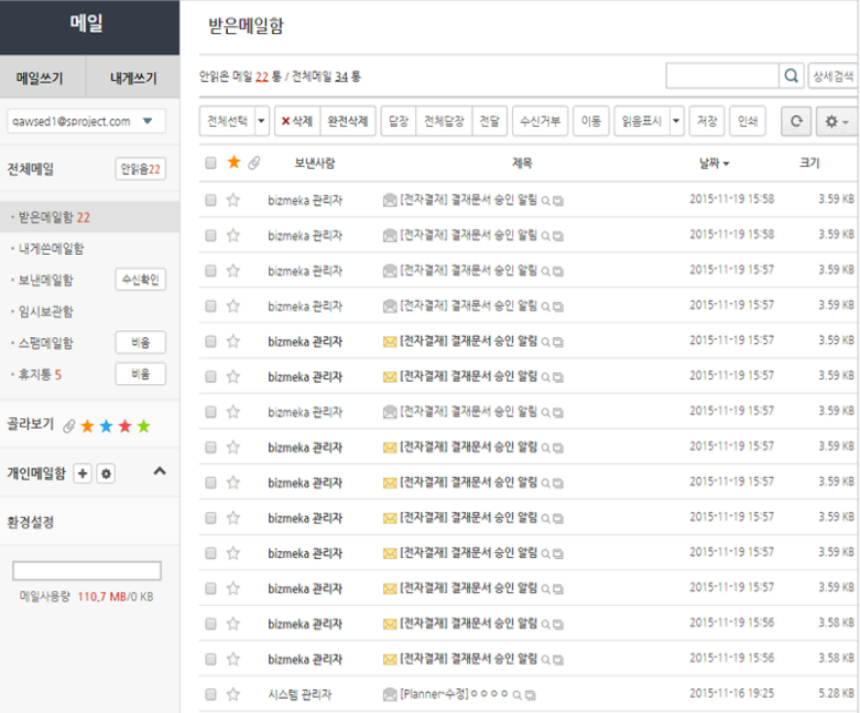 메일
메일쓰기 내게쓰기
qawsed1@sproject.com
전체메일 안읽음22
받은메일함 22
내게쓴메일함
보낸메일함 수신확인
임시보관함
스팸메일함 비움
휴지통 5 비움
골라보기
개인메일함
환경설정
메일사용량 110.7 MB/0 KB
받은메일함
안읽은 메일 22 통 / 전체메일 34 통
상세검색
전체선택 삭제 완전삭제 답장 전체답장 전달 수신거부 이동 읽음표시 저장 인쇄
보낸사람 제목 날짜 크기
bizmeka 관리자 [전자결재] 결재문서 승인 알림 2015-11-19 15:58 3.59 KB
bizmeka 관리자 [전자결재] 결재문서 승인 알림 2015-11-19 15:58 3.59 KB
bizmeka 관리자 [전자결재] 결재문서 승인 알림 2015-11-19 15:57 3.59 KB
bizmeka 관리자 [전자결재] 결재문서 승인 알림 2015-11-19 15:57 3.59 KB
bizmeka 관리자 [전자결재] 결재문서 승인 알림 2015-11-19 15:57 3.59 KB
bizmeka 관리자 [전자결재] 결재문서 승인 알림 2015-11-19 15:57 3.59 KB
bizmeka 관리자 [전자결재] 결재문서 승인 알림 2015-11-19 15:57 3.59 KB
bizmeka 관리자 [전자결재] 결재문서 승인 알림 2015-11-19 15:57 3.59 KB
bizmeka 관리자 [전자결재] 결재문서 승인 알림 2015-11-19 15:57 3.59 KB
bizmeka 관리자 [전자결재] 결재문서 승인 알림 2015-11-19 15:57 3.59 KB
bizmeka 관리자 [전자결재] 결재문서 승인 알림 2015-11-19 15:57 3.59 KB
bizmeka 관리자 [전자결재] 결재문서 승인 알림 2015-11-19 15:57 3.59 KB
bizmeka 관리자 [전자결재] 결재문서 승인 알림 2015-11-19 15:56 3.58 KB
bizmeka 관리자 [전자결재] 결재문서 승인 알림 2015-11-19 15:56 3.58 KB
시스템 관리자 [Planner-수정]ㅇㅇㅇㅇ 2015-11-16 19:25 5.28 KB